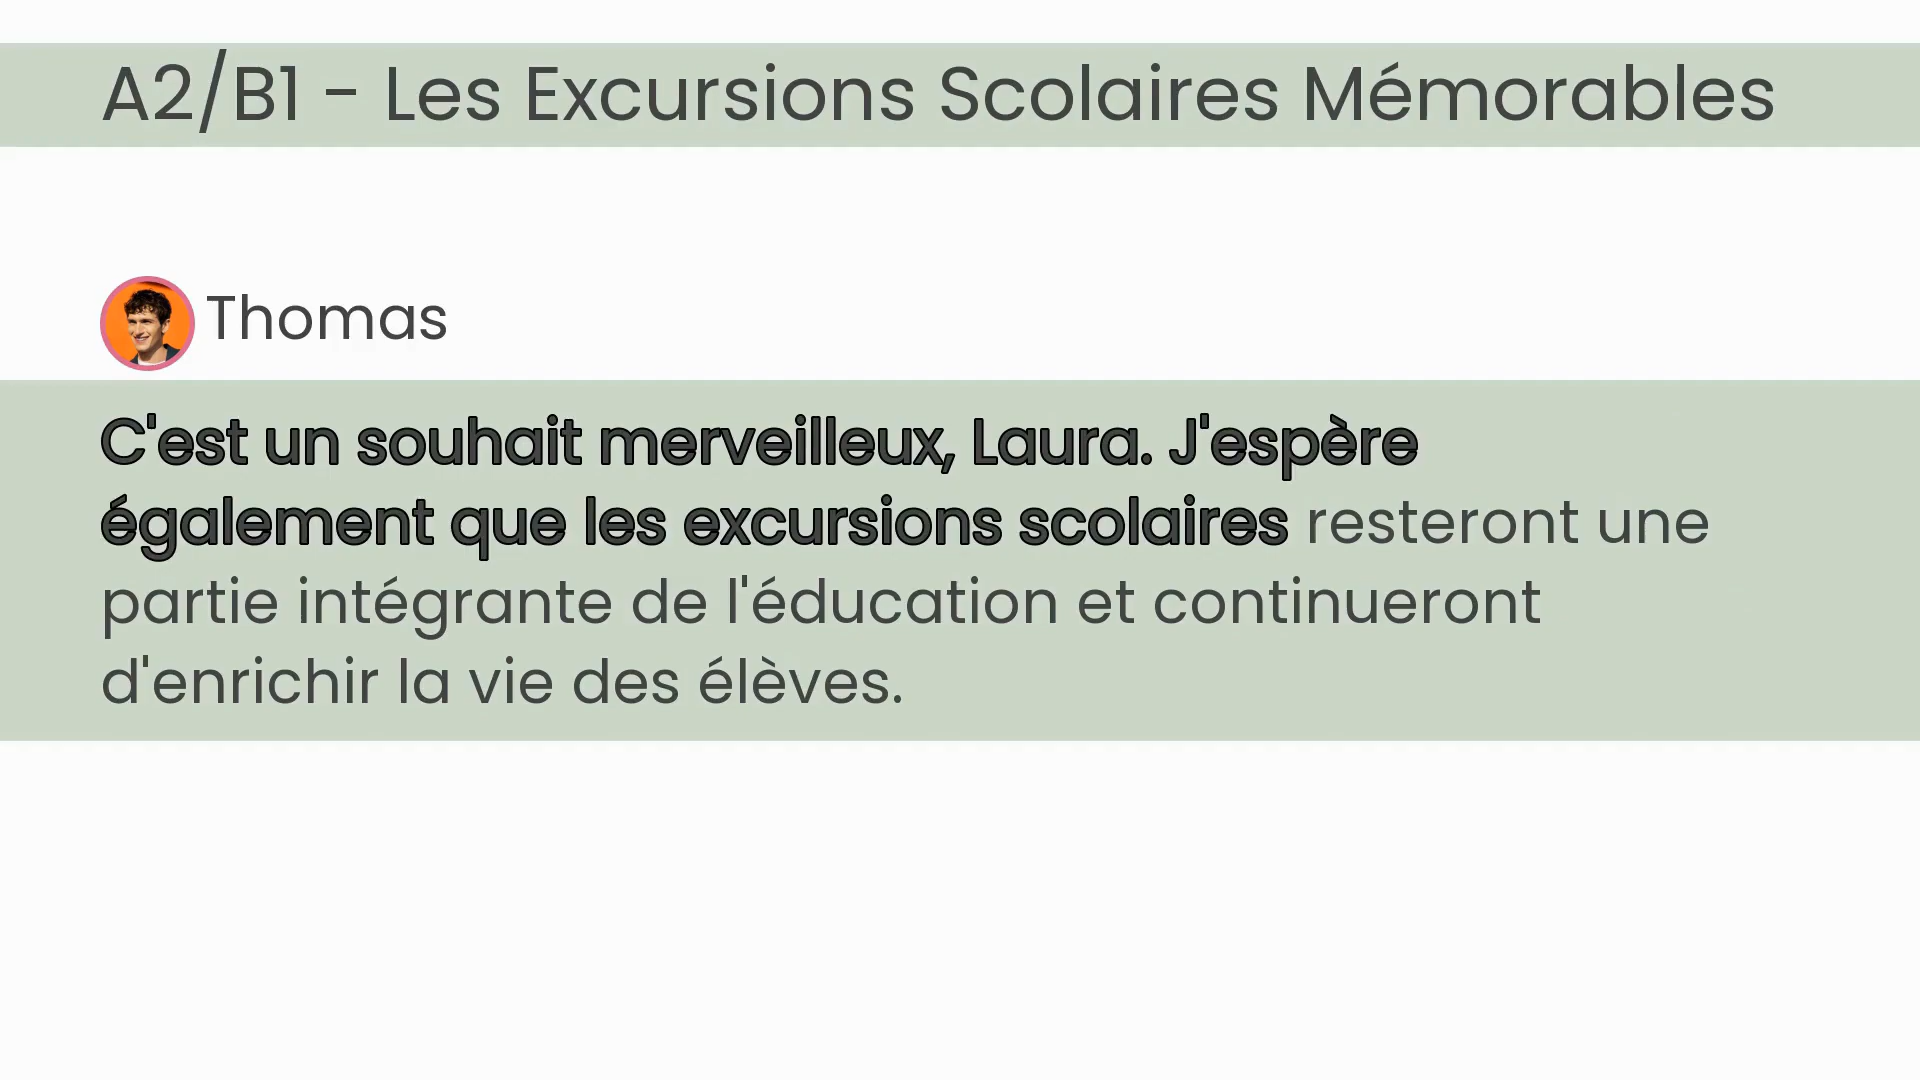 A2/B1 - Les Excursions Scolaires Mémorables
Thomas
C'est un souhait merveilleux, Laura. J'espère
également que les excursions scolaires resteront une
partie intégrante de l'éducation et continueront
d'enrichir la vie des élèves.